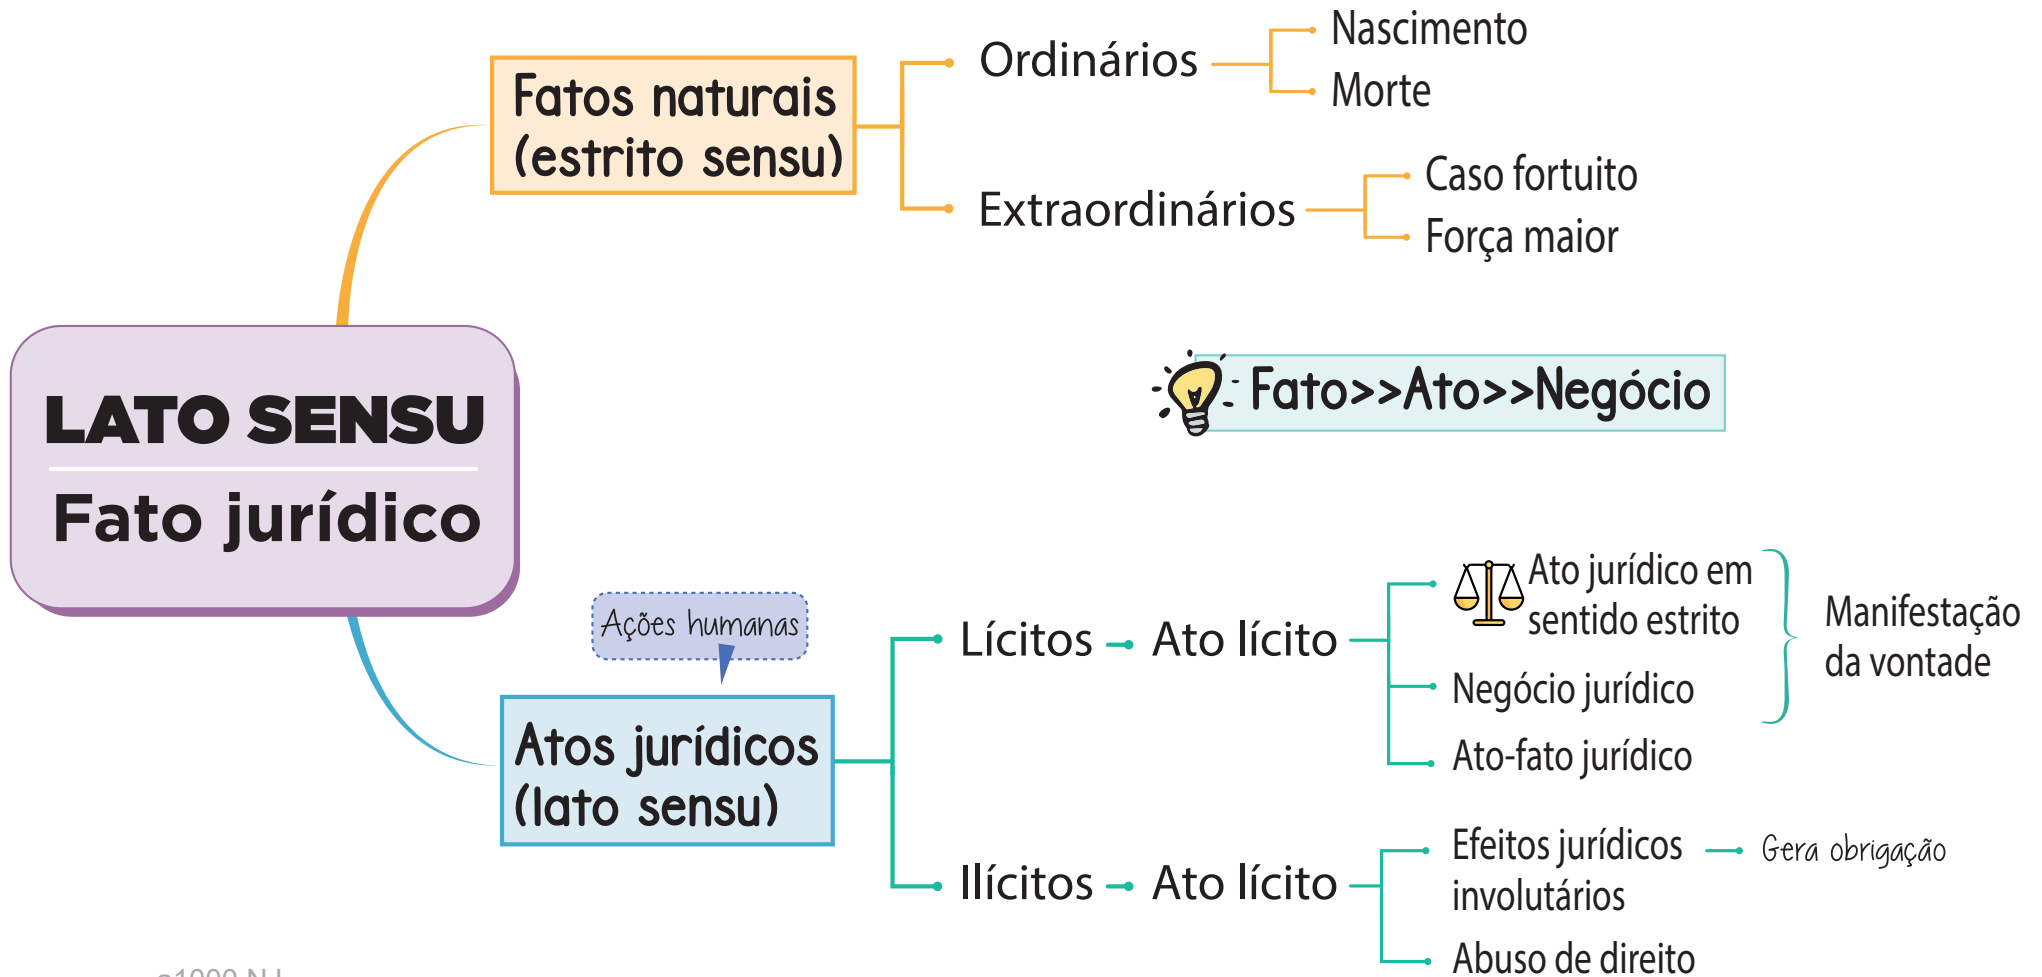 Nascimento
Ordinários
Morte
Fatos naturais
(estrito sensu)
Caso fortuito
Extraordinários
Força maior
LATO SENSU
Fato jurídico
Fato>>Ato>>Negócio
Ações humanas
Atos jurídicos
(lato sensu)
Lícitos
Ato lícito
Ato jurídico em
sentido estrito
Negócio jurídico
Ato-fato jurídico
Manifestação
da vontade
Ilícitos
Ato lícito
Efeitos jurídicos
involutários
Gera obrigação
Abuso de direito